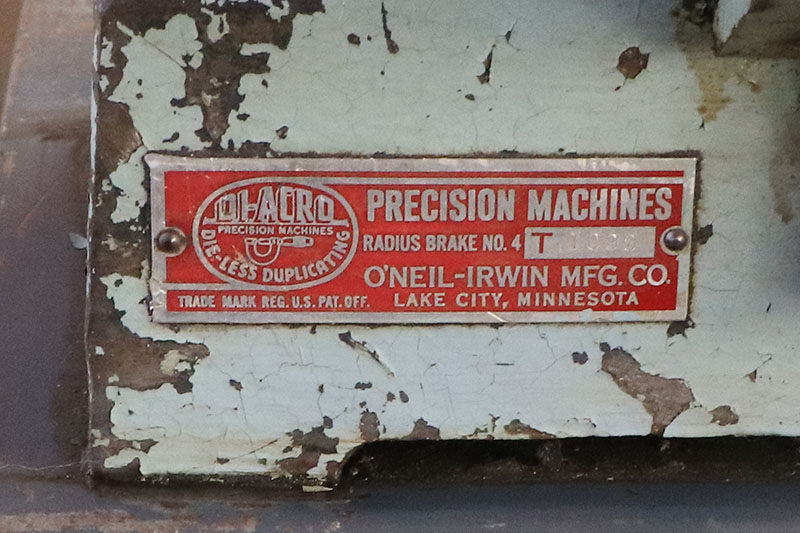 DI-ACRO
PRECISION MACHINES
DIE-LESS DUPLICATING
TRADE MARK REG. U.S. PAT. OFF.
PRECISION MACHINES
RADIUS BRAKE NO. 4 T
O'NEIL-IRWIN MFG. CO.
LAKE CITY, MINNESOTA